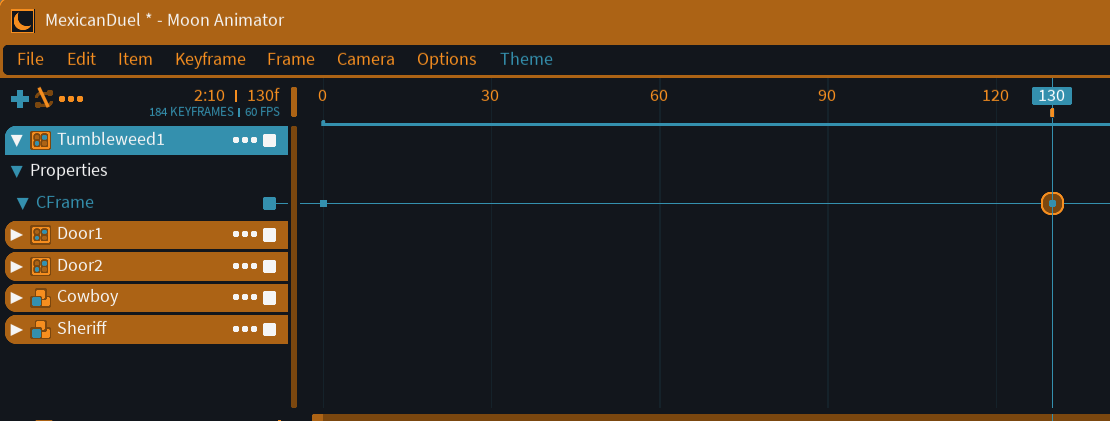 MexicanDuel * - Moon Animator
File Edit Item Keyframe Frame Camera Options Theme
2:10 | 130f
184 KEYFRAMES | 60 FPS
0 30 60 90 120 130
Tumbleweed1
Properties
CFrame
Door1
Door2
Cowboy
Sheriff